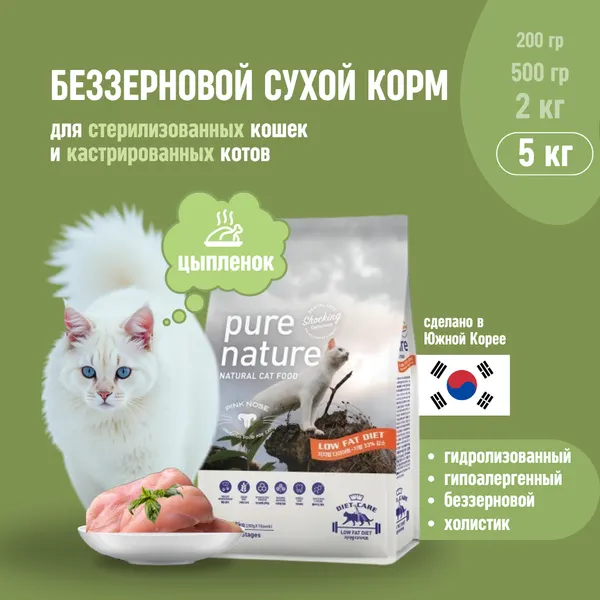 200 гр
500 гр
2 кг
5 кг
БЕЗЗЕРНОВОЙ СУХОЙ КОРМ
для стерилизованных кошек
и кастрированных котов
цыпленок
Shocking
pure
nature
NATURAL CAT FOOD
PINK NOSE
LOW FAT DIET
DIET CARE
LOW FAT DIET
сделано в
Южной Корее
• гидролизованный
• гипоалергенный
• беззерновой
• холистик